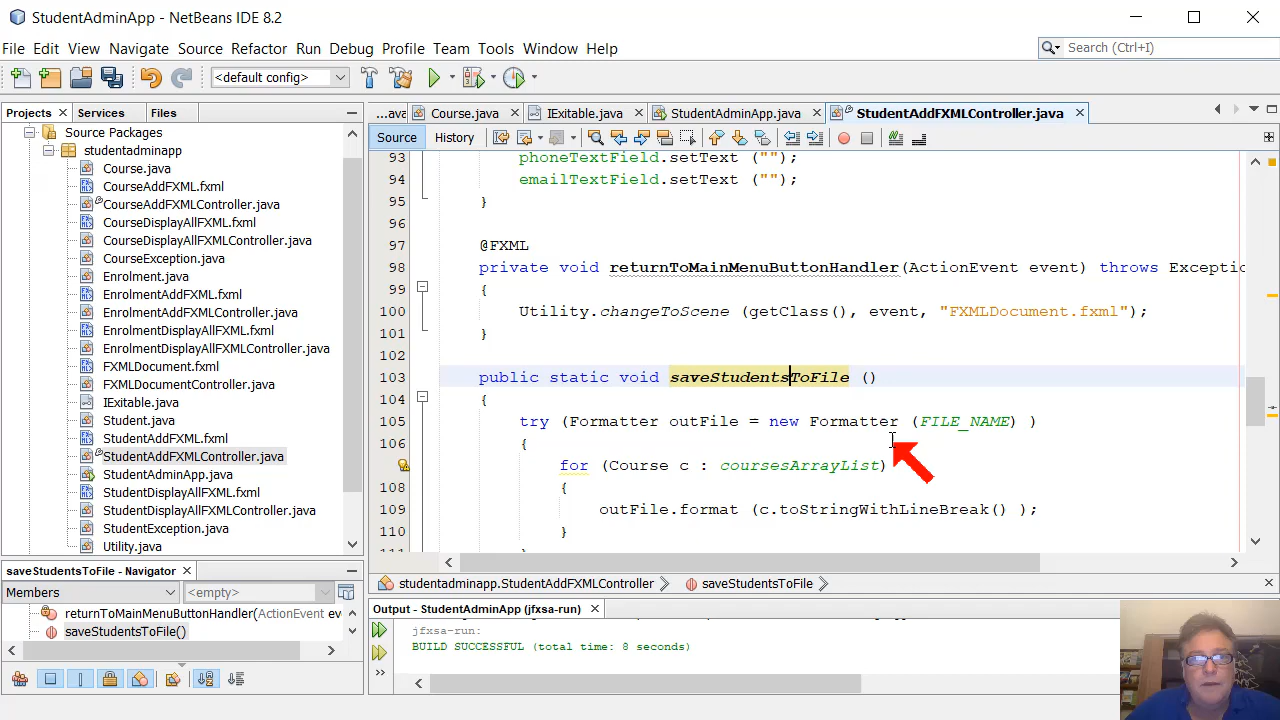 StudentAdminApp - NetBeans IDE 8.2
File Edit View Navigate Source Refactor Run Debug Profile Team Tools Window Help
Search (Ctrl+I)
<default config>
Projects Services Files
...ava Course.java IExitable.java StudentAdminApp.java StudentAddFXMLController.java
Source History
Source Packages
studentadminapp
Course.java
CourseAddFXML.fxml
CourseAddFXMLController.java
CourseDisplayAllFXML.fxml
CourseDisplayAllFXMLController.java
CourseException.java
Enrolment.java
EnrolmentAddFXML.fxml
EnrolmentAddFXMLController.java
EnrolmentDisplayAllFXML.fxml
EnrolmentDisplayAllFXMLController.java
FXMLDocument.fxml
IExitable.java
Student.java
StudentAddFXML.fxml
StudentAddFXMLController.java
StudentAdminApp.java
StudentDisplayAllFXML.fxml
StudentDisplayAllFXMLController.java
StudentException.java
Utility.java
93 phoneTextField.setText ("");
94 emailTextField.setText ("");
95 }
96
97 @FXML
98 private void returnToMainMenuButtonHandler(ActionEvent event) throws Exceptio
99 {
100 Utility.changeToScene (getClass(), event, "FXMLDocument.fxml");
101 }
102
103 public static void saveStudentsToFile ()
104 {
105 try (Formatter outFile = new Formatter (FILE_NAME) )
106 {
for (Course c : coursesArrayList)
108 {
109 outFile.format (c.toStringWithLineBreak() );
110 }
saveStudentsToFile - Navigator
Members <empty>
returnToMainMenuButtonHandler(ActionEvent eve
saveStudentsToFile()
studentadminapp.StudentAddFXMLController saveStudentsToFile
Output - StudentAdminApp (jfxsa-run)
jfxsa-run:
BUILD SUCCESSFUL (total time: 8 seconds)